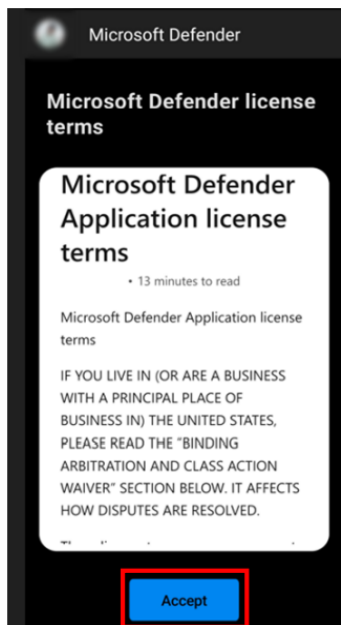 Microsoft Defender
Microsoft Defender license
terms
Microsoft Defender
Application license
terms
• 13 minutes to read
Microsoft Defender Application license
terms
IF YOU LIVE IN (OR ARE A BUSINESS
WITH A PRINCIPAL PLACE OF
BUSINESS IN) THE UNITED STATES,
PLEASE READ THE "BINDING
ARBITRATION AND CLASS ACTION
WAIVER" SECTION BELOW. IT AFFECTS
HOW DISPUTES ARE RESOLVED.
Accept